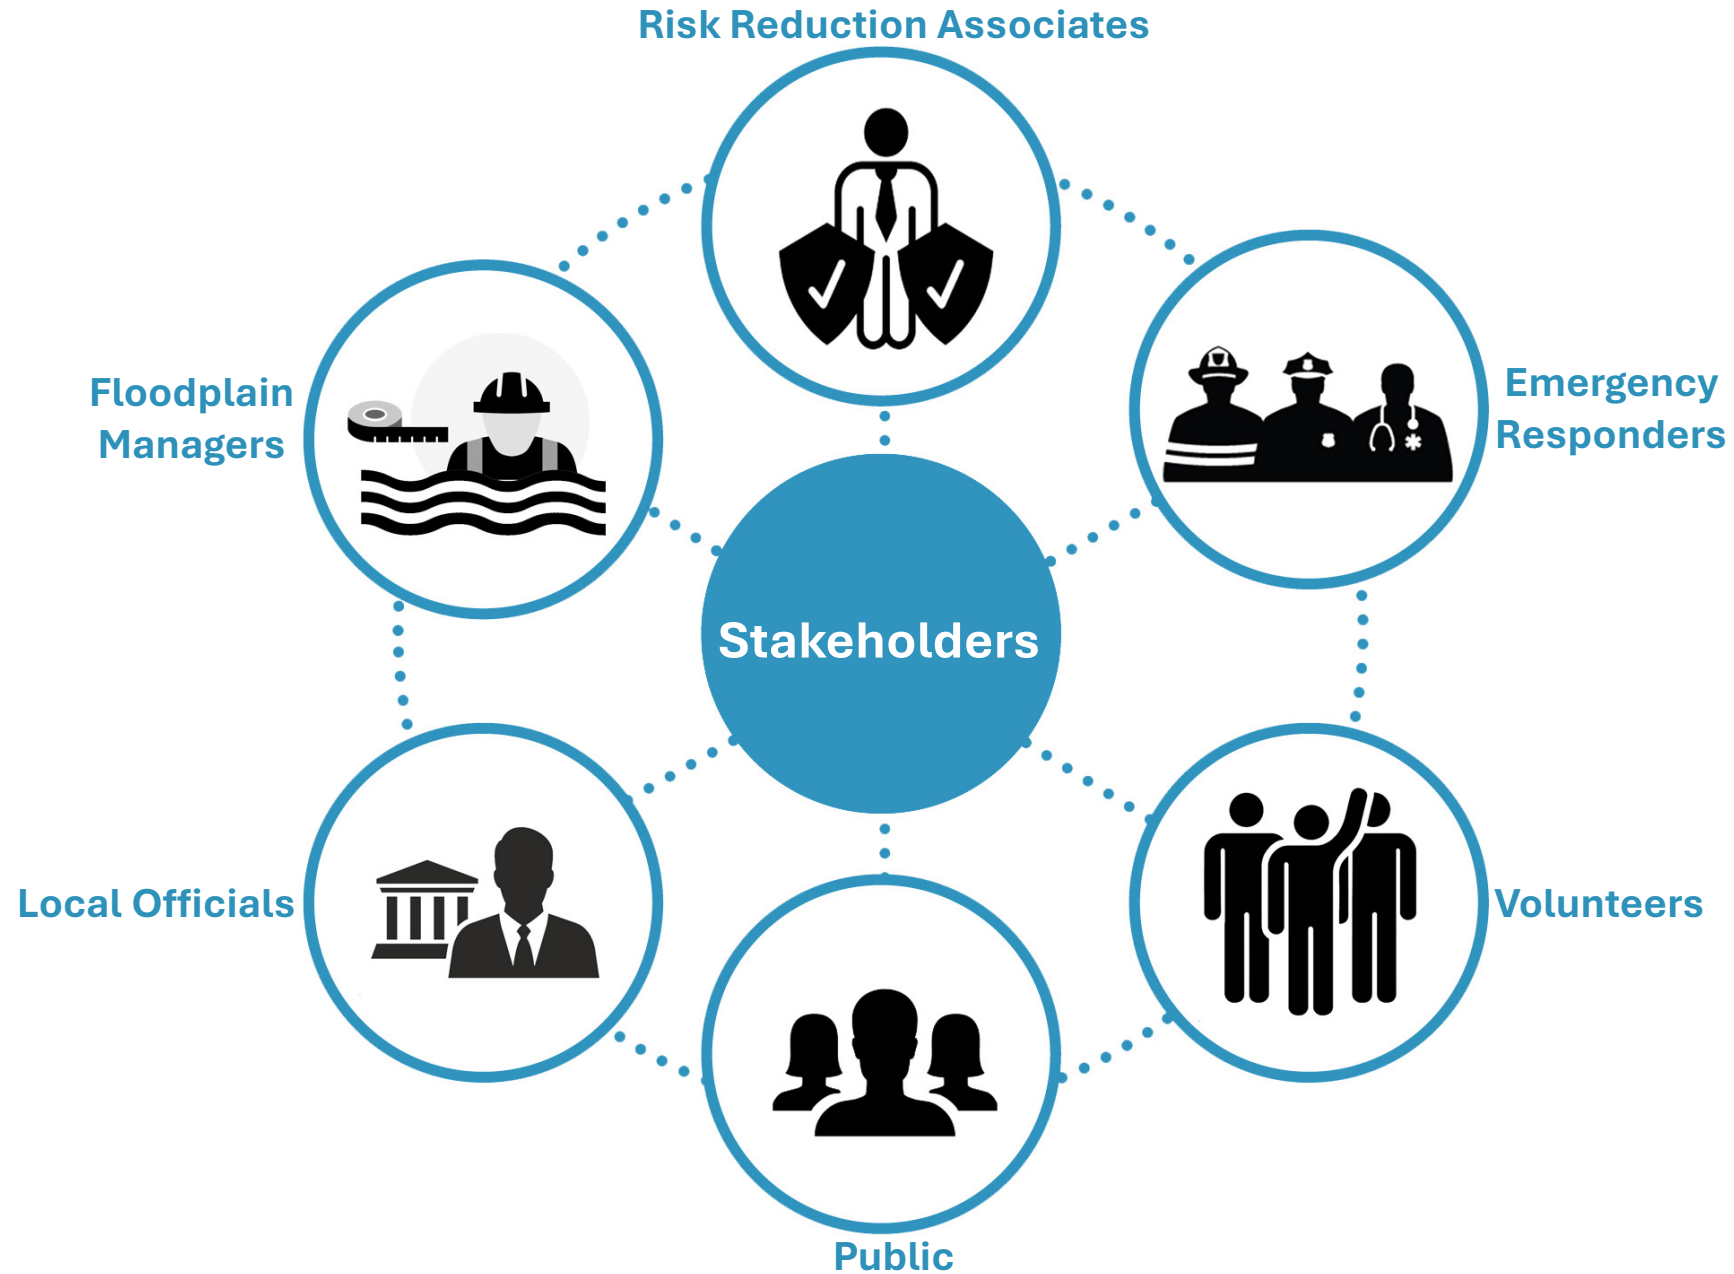 Risk Reduction Associates
Floodplain
Managers
Emergency
Responders
Stakeholders
Local Officials
Volunteers
Public